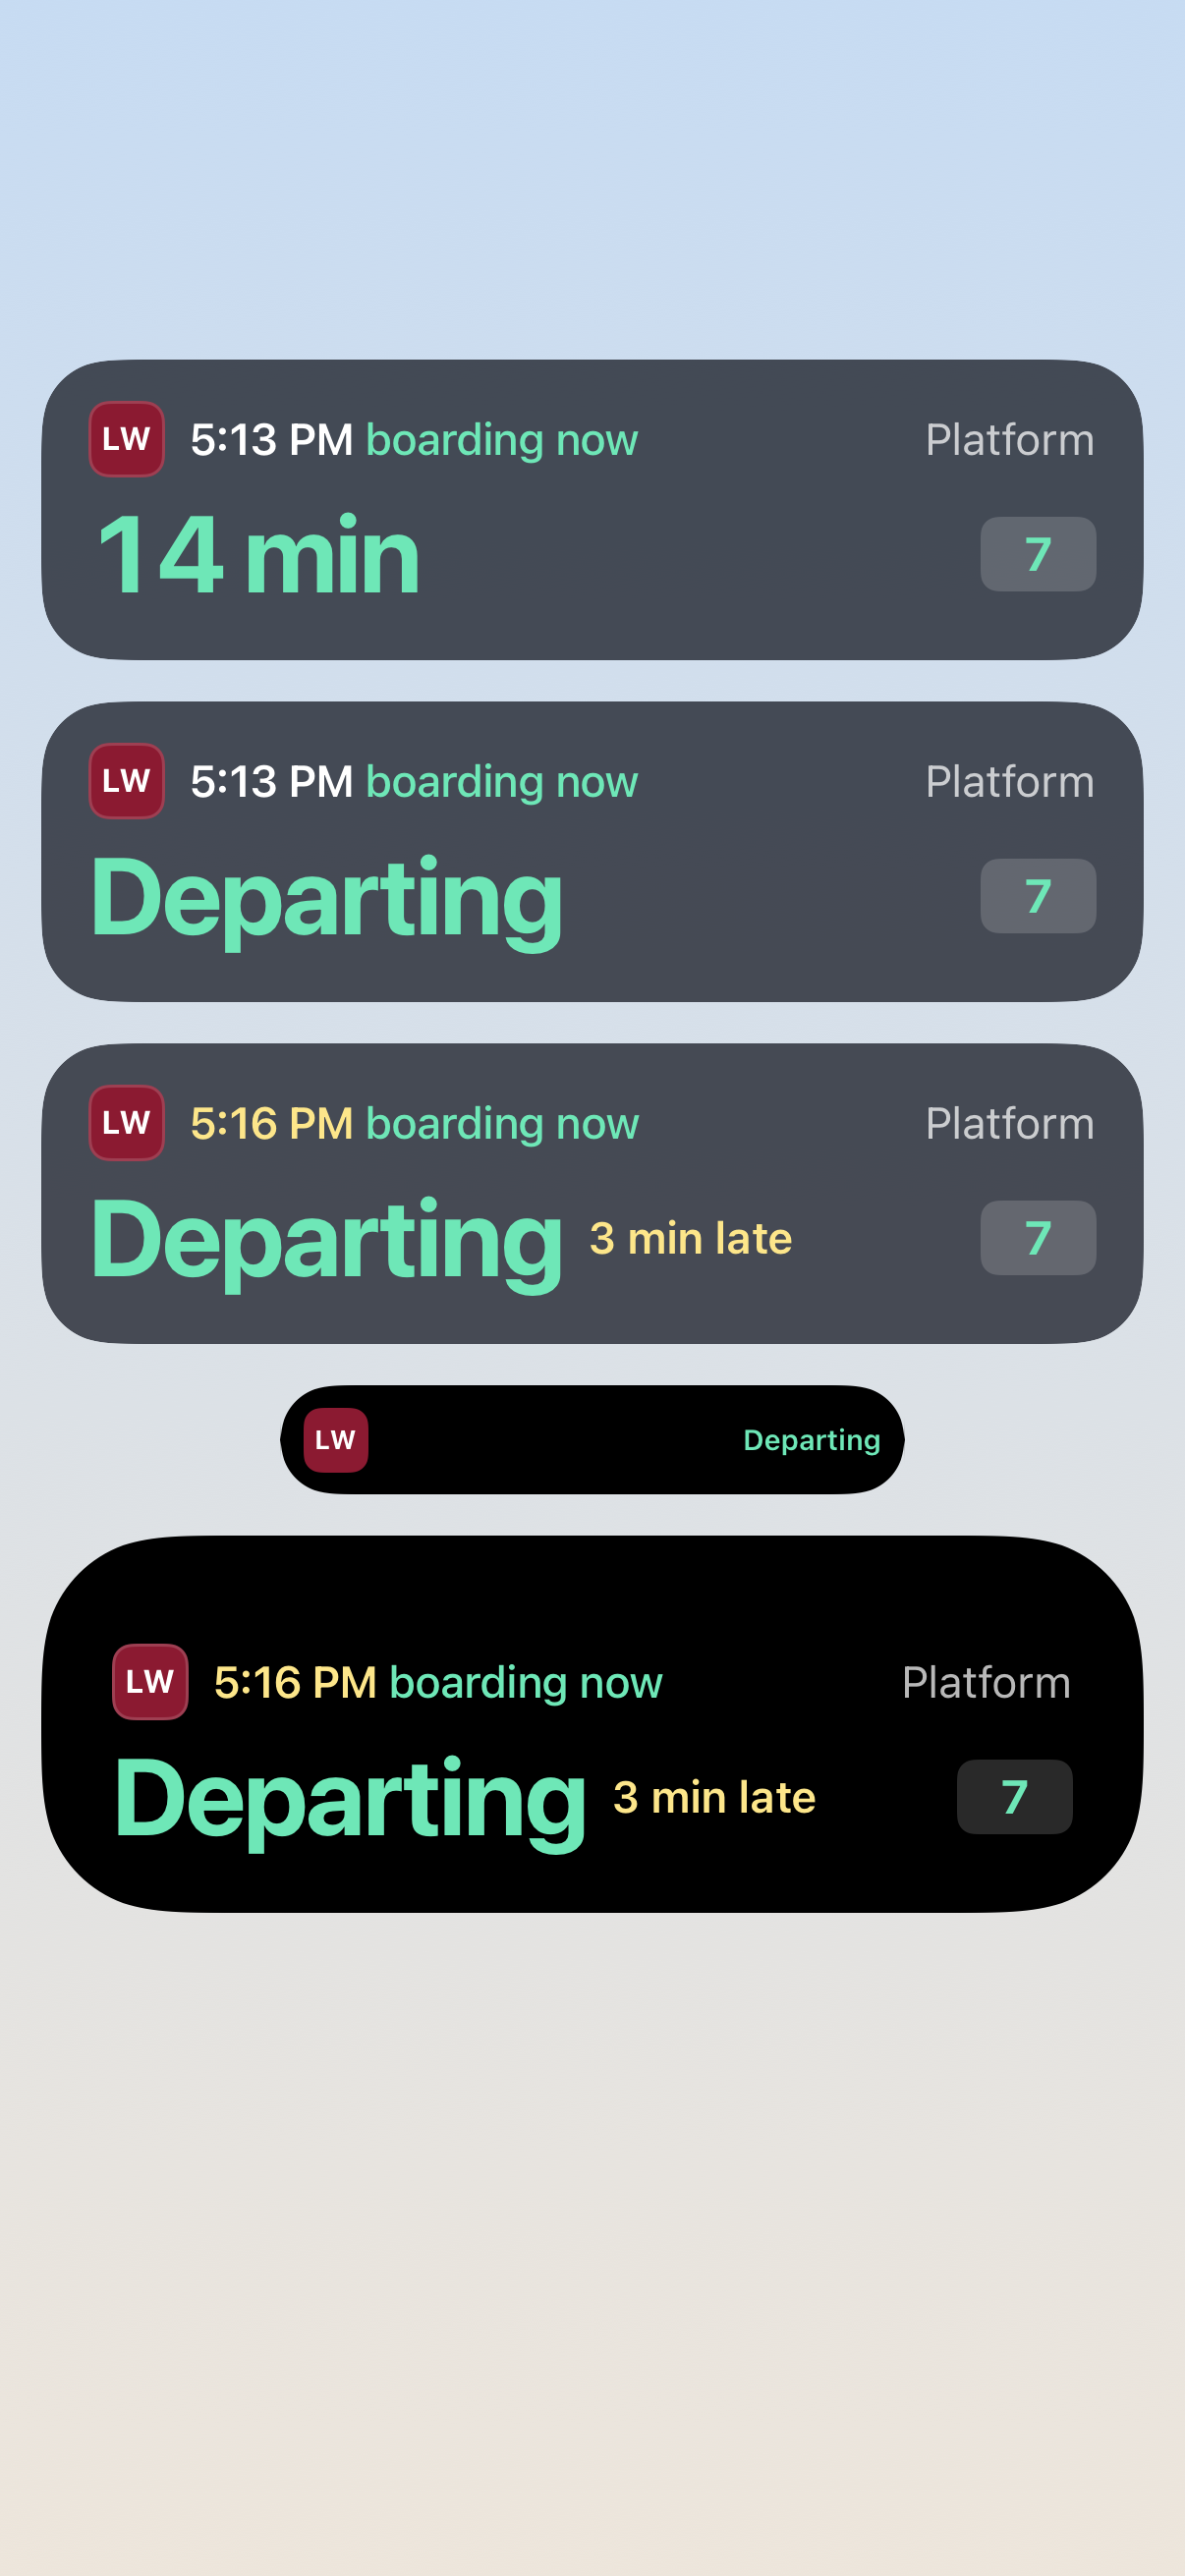 LW 5:13 PM boarding now Platform
14 min 7
LW 5:13 PM boarding now Platform
Departing 7
LW 5:16 PM boarding now Platform
Departing 3 min late 7
LW Departing
LW 5:16 PM boarding now Platform
Departing 3 min late 7